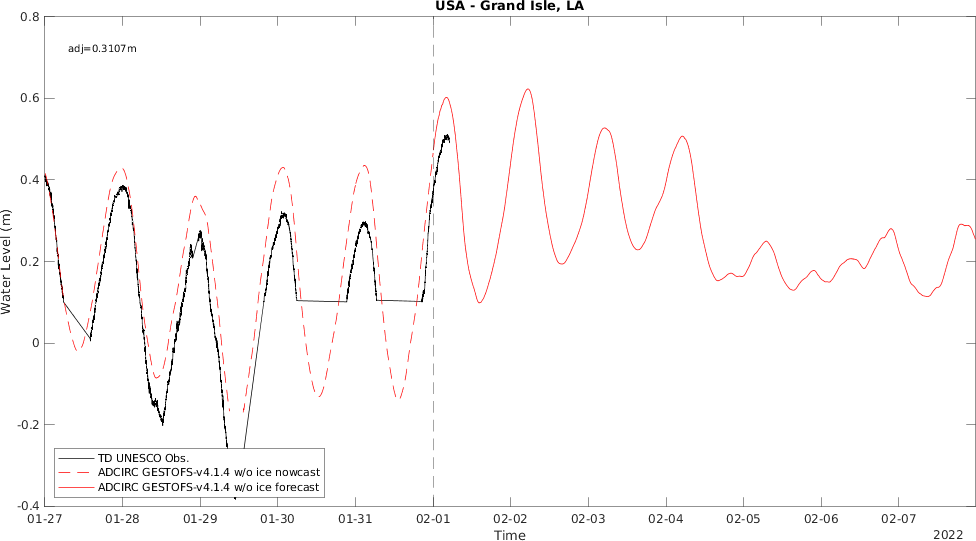 USA - Grand Isle, LA
adj=0.3107m
0.8
0.6
0.4
0.2
0
-0.2
-0.4
Water Level (m)
TD UNESCO Obs.
ADCIRC GESTOFS-v4.1.4 w/o ice nowcast
ADCIRC GESTOFS-v4.1.4 w/o ice forecast
01-27 01-28 01-29 01-30 01-31 02-01 02-02 02-03 02-04 02-05 02-06 02-07
Time
2022